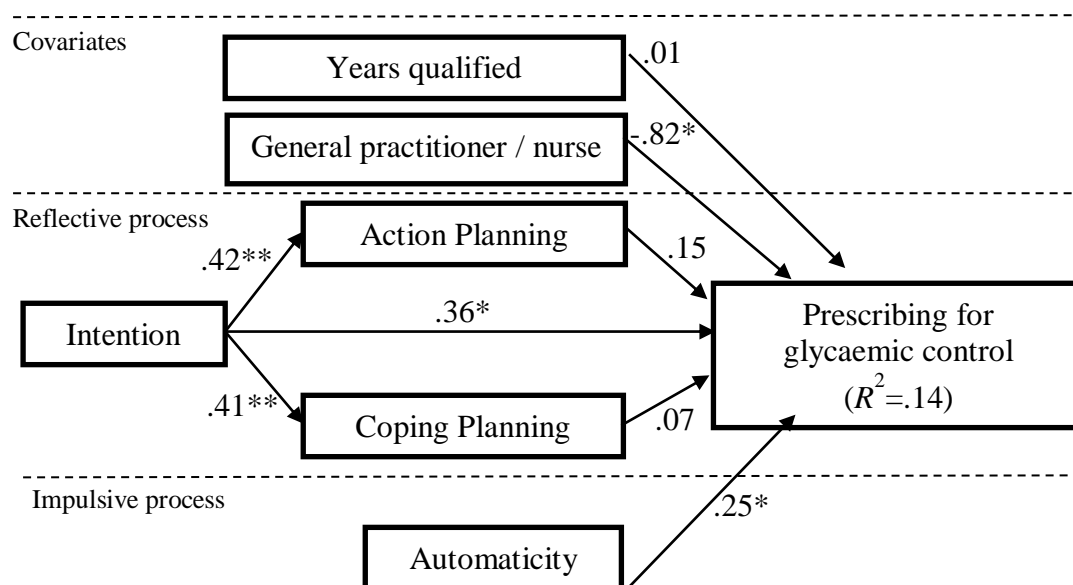 Covariates
Years qualified
.01
General practitioner / nurse
-.82*
Reflective process
Action Planning
.15
.42**
Intention
.36*
Prescribing for
glycaemic control
(R²=.14)
.41**
Coping Planning
.07
Impulsive process
.25*
Automaticity